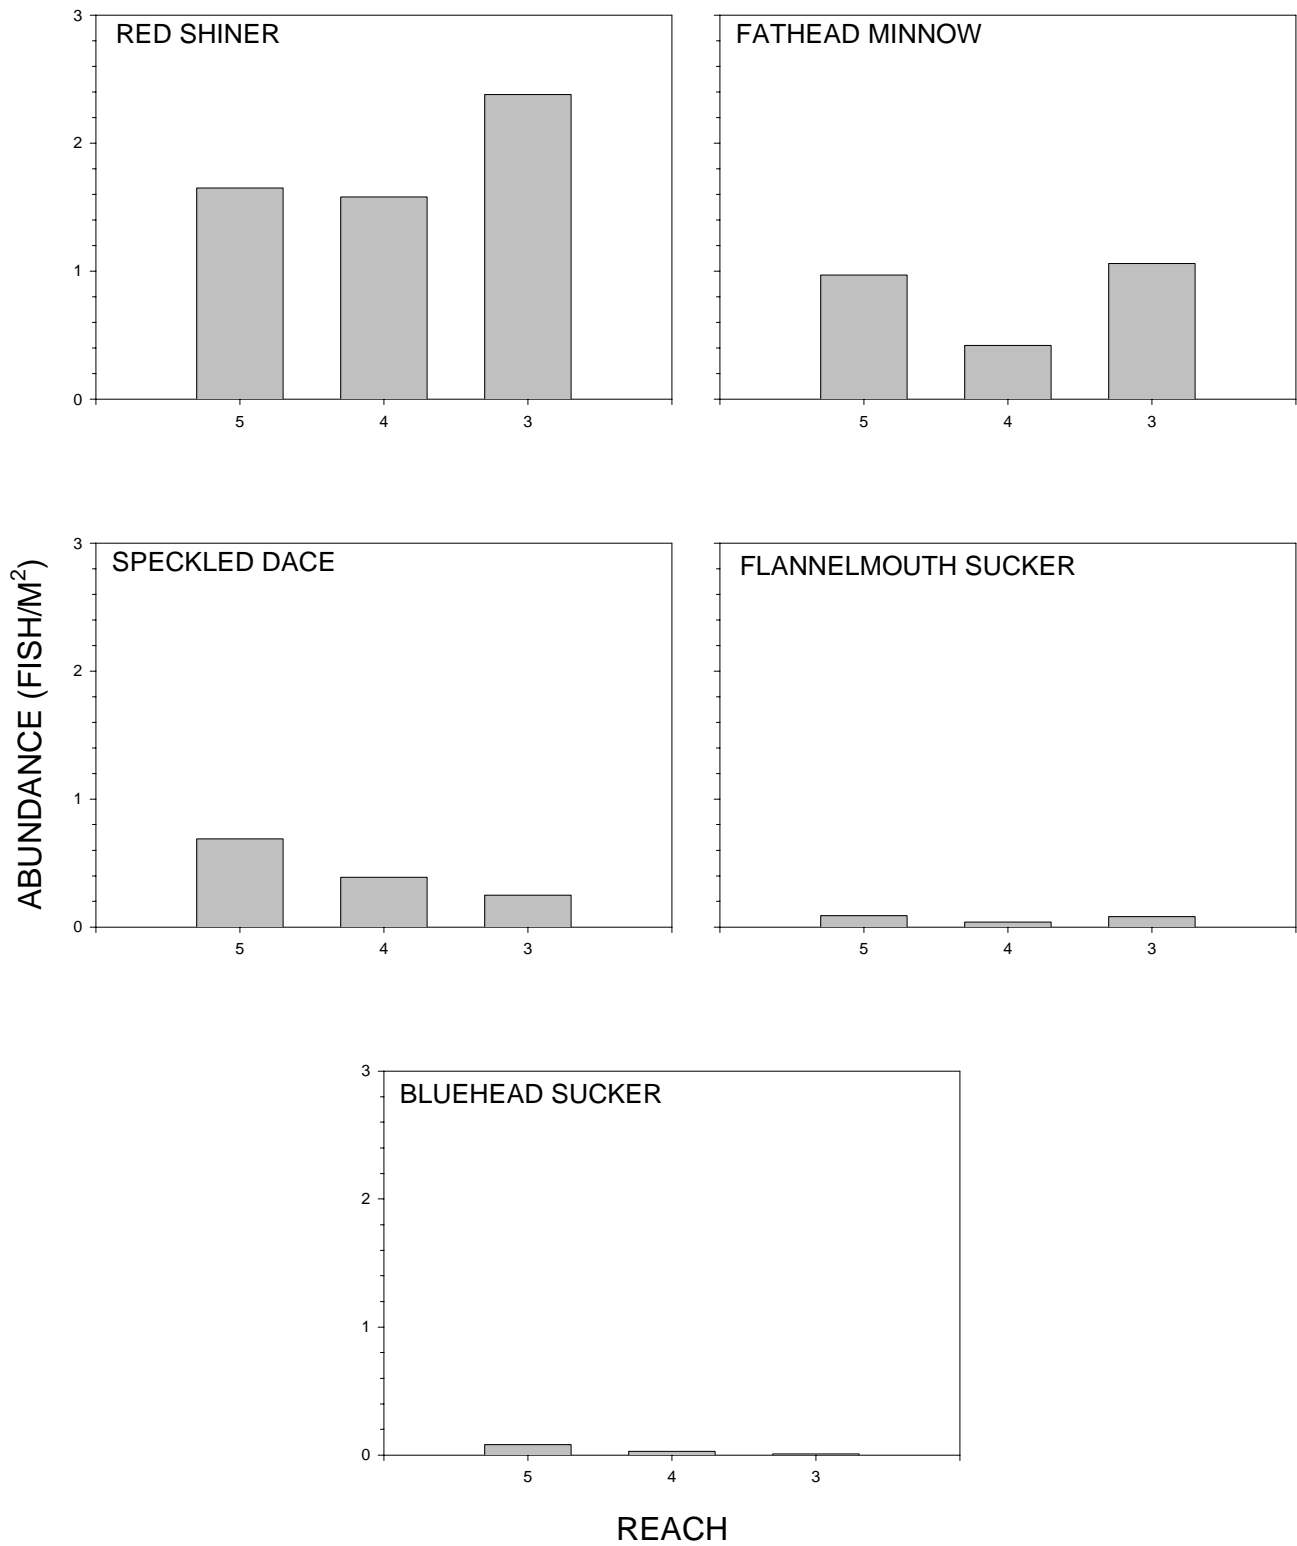 RED SHINER
3
2
1
0
5 4 3
FATHEAD MINNOW
5 4 3
ABUNDANCE (FISH/M²)
SPECKLED DACE
3
2
1
0
5 4 3
FLANNELMOUTH SUCKER
5 4 3
BLUEHEAD SUCKER
3
2
1
0
5 4 3
REACH